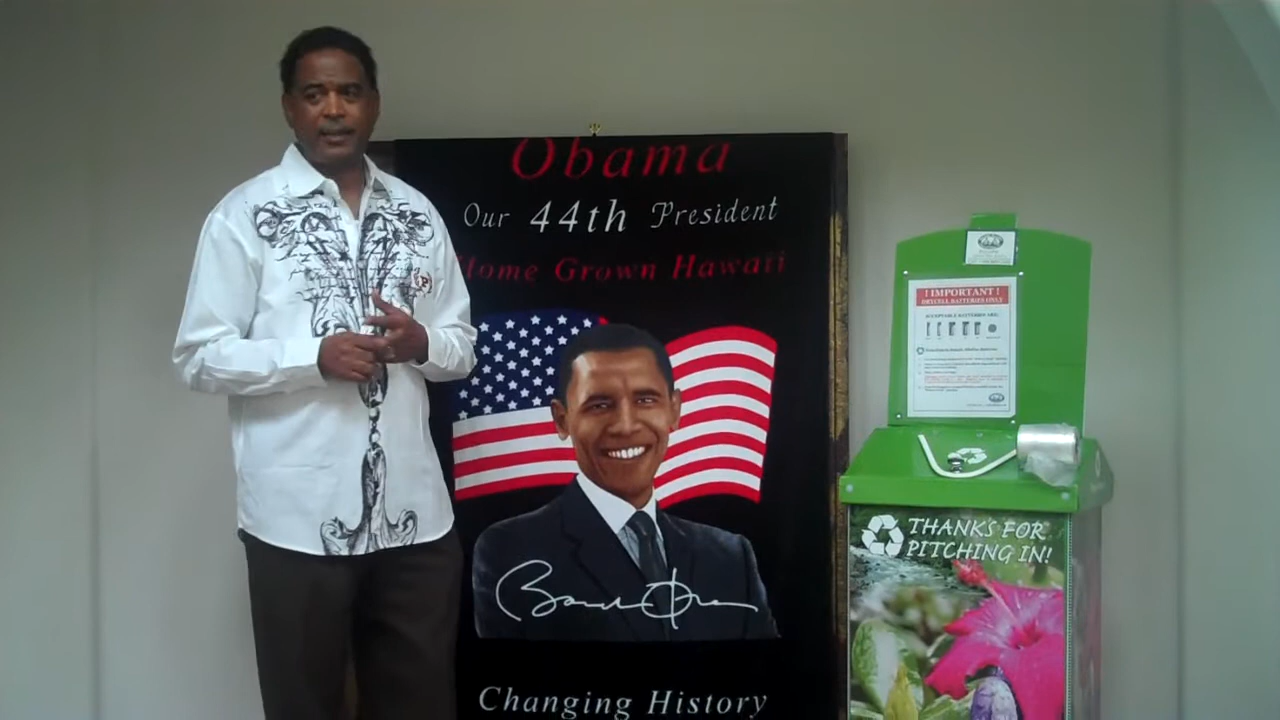 Obama
Our 44th President
Home Grown Hawaii
Changing History
! IMPORTANT !
DRYCELL BATTERIES ONLY
ACCEPTABLE BATTERIES ARE:
THANKS FOR
PITCHING IN!